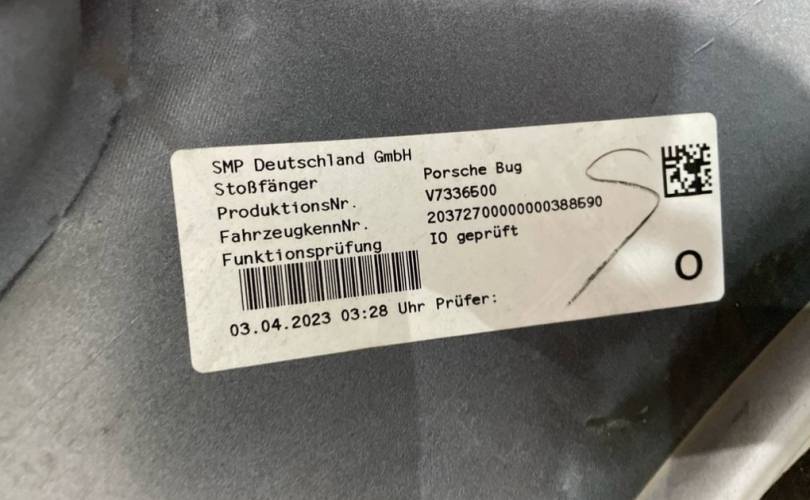 SMP Deutschland GmbH
Stoßfänger Porsche Bug
ProduktionsNr. V7336500
FahrzeugkennNr. 20372700000000388690
Funktionsprüfung IO geprüft
03.04.2023 03:28 Uhr Prüfer:
O